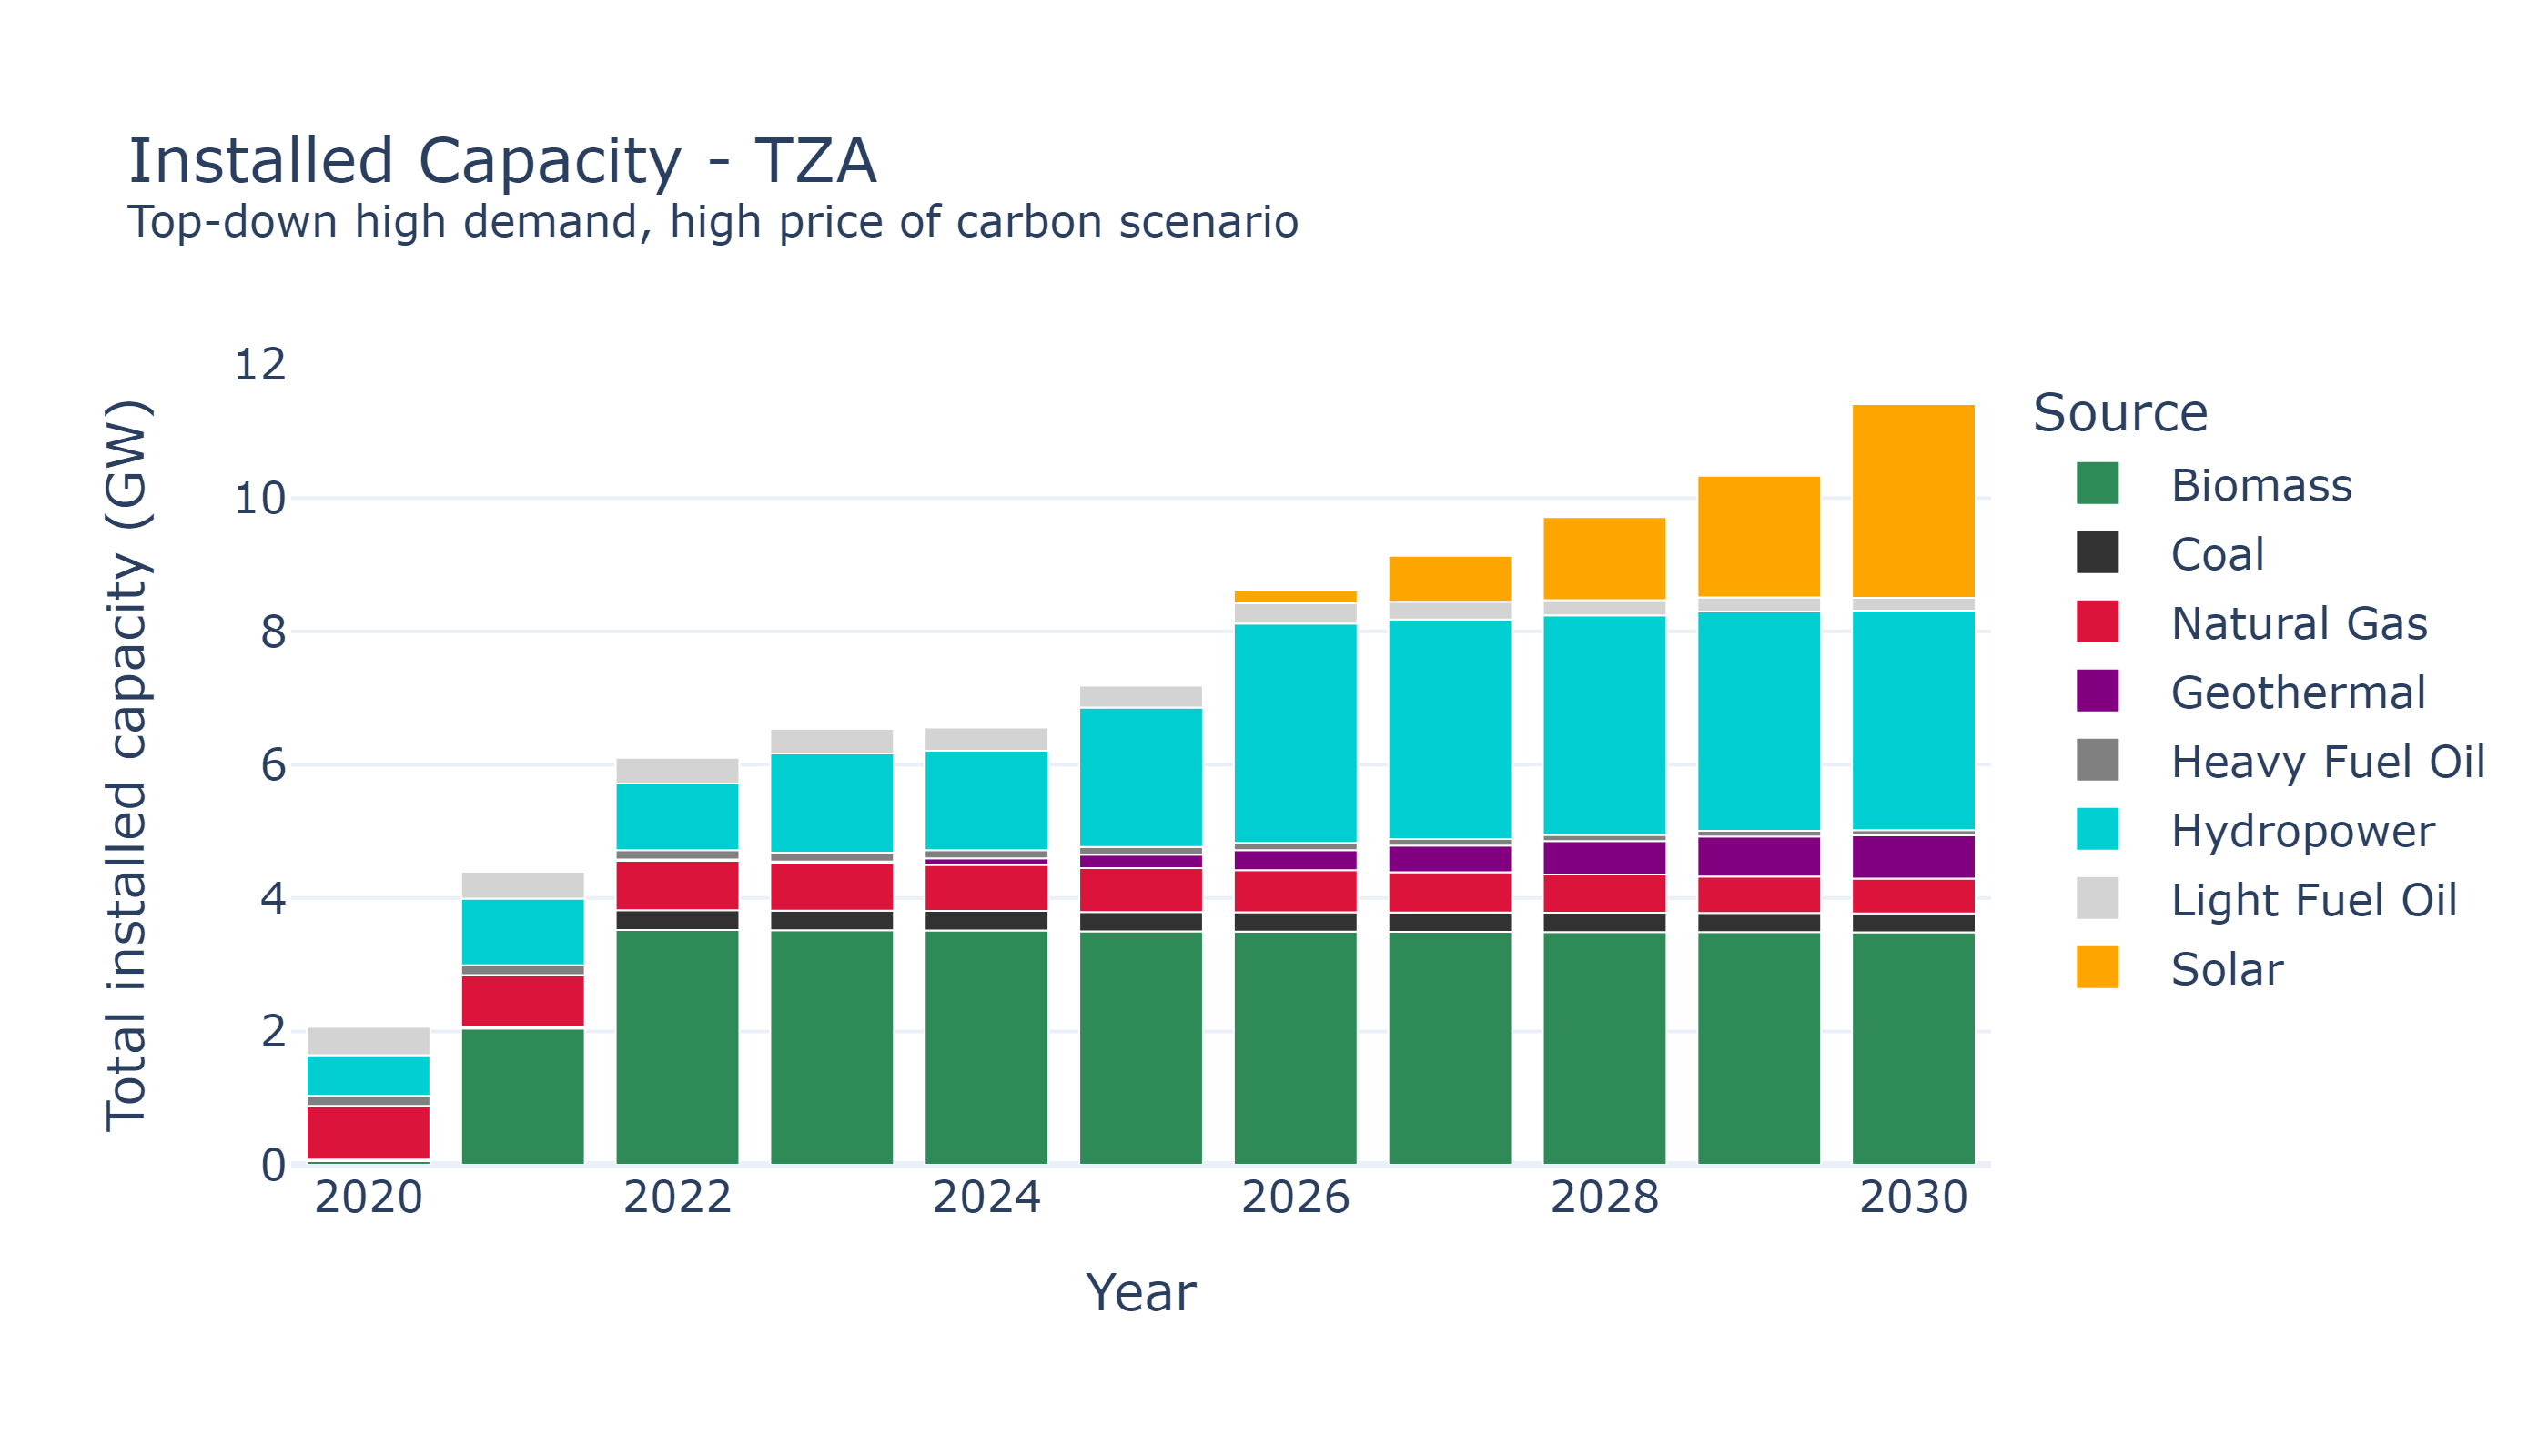 Installed Capacity - TZA
Top-down high demand, high price of carbon scenario
Total installed capacity (GW)
12
10
8
6
4
2
0
2020
2022
2024
2026
2028
2030
Year
Source
Biomass
Coal
Natural Gas
Geothermal
Heavy Fuel Oil
Hydropower
Light Fuel Oil
Solar